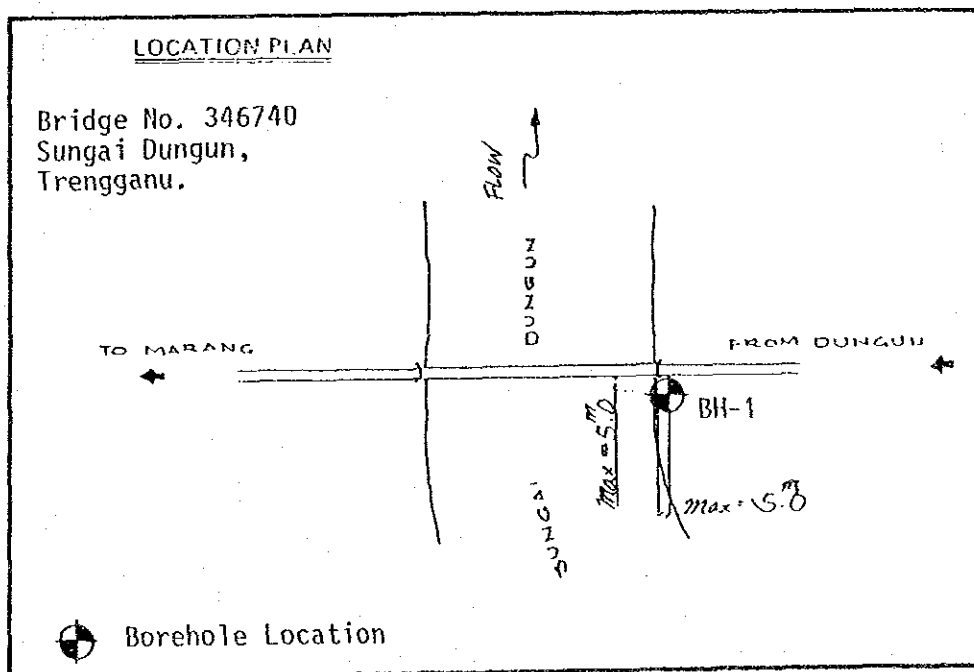 LOCATION PLAN
Bridge No. 346740
Sungai Dungun,
Trengganu.
FLOW
DUNGUN
TO MARANG
FROM DUNGUN
BH-1
Max = 5.0m
Max = 5.0m
SUNGAI
Borehole Location